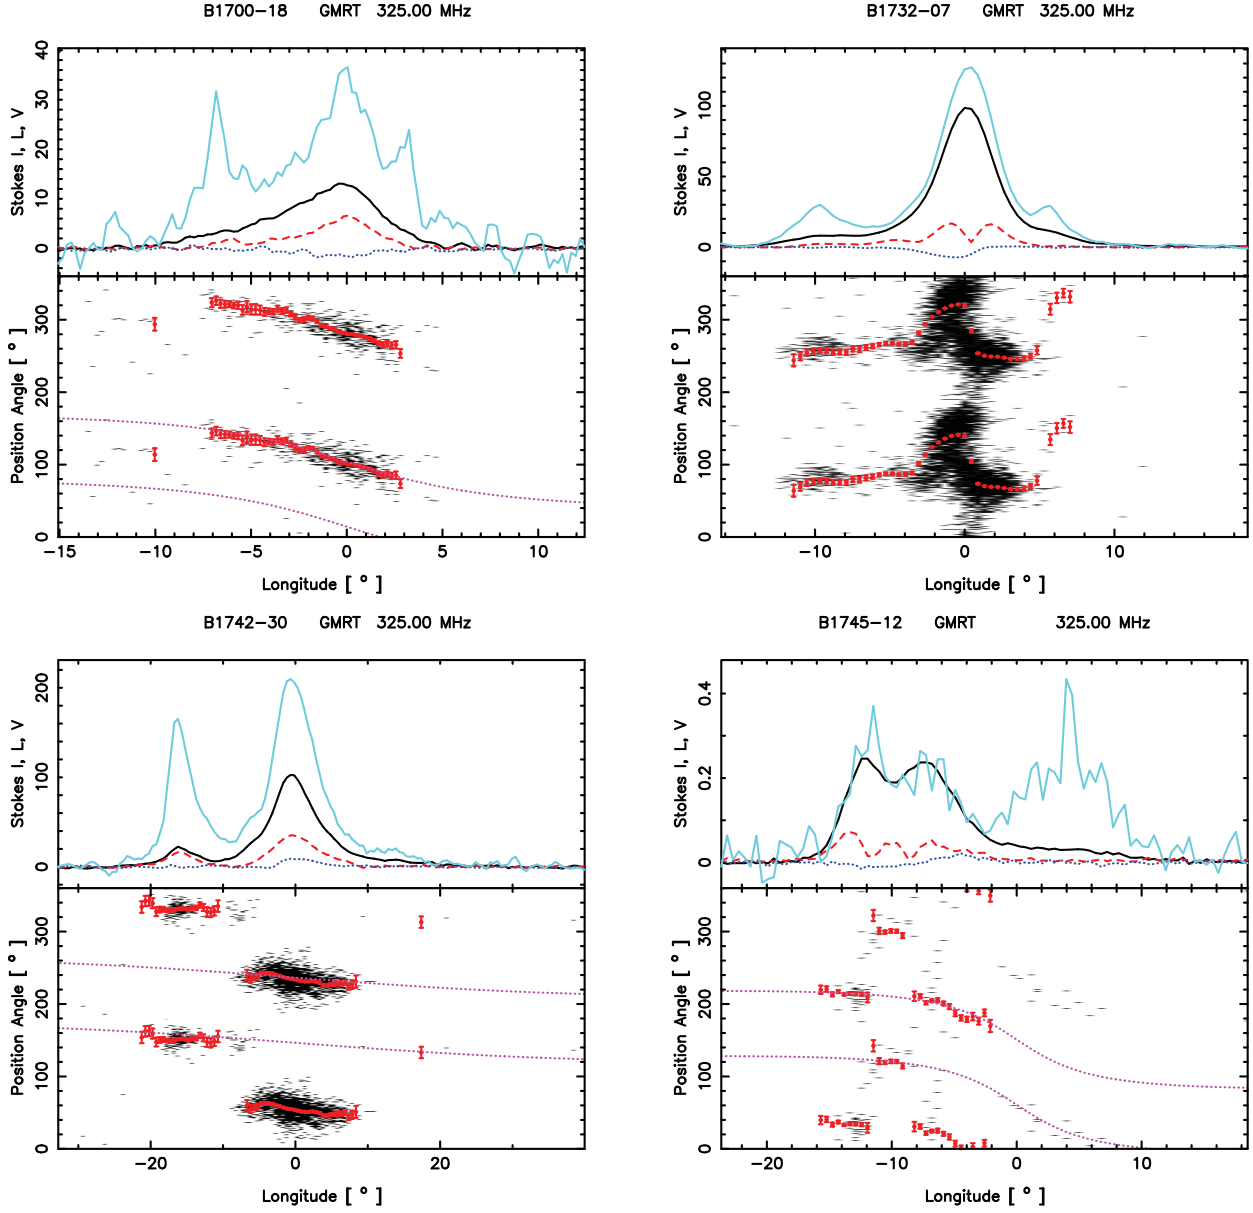 B1700-18 GMRT 325.00 MHz
Stokes I, L, V
40
30
20
10
0
Position Angle [ ° ]
300
200
100
0
-15 -10 -5 0 5 10
Longitude [ ° ]
B1732-07 GMRT 325.00 MHz
Stokes I, L, V
100
50
0
Position Angle [ ° ]
300
200
100
0
-10 0 10
Longitude [ ° ]
B1742-30 GMRT 325.00 MHz
Stokes I, L, V
200
100
0
Position Angle [ ° ]
300
200
100
0
-20 0 20
Longitude [ ° ]
B1745-12 GMRT 325.00 MHz
Stokes I, L, V
0.4
0.2
0
Position Angle [ ° ]
300
200
100
0
-20 -10 0 10
Longitude [ ° ]